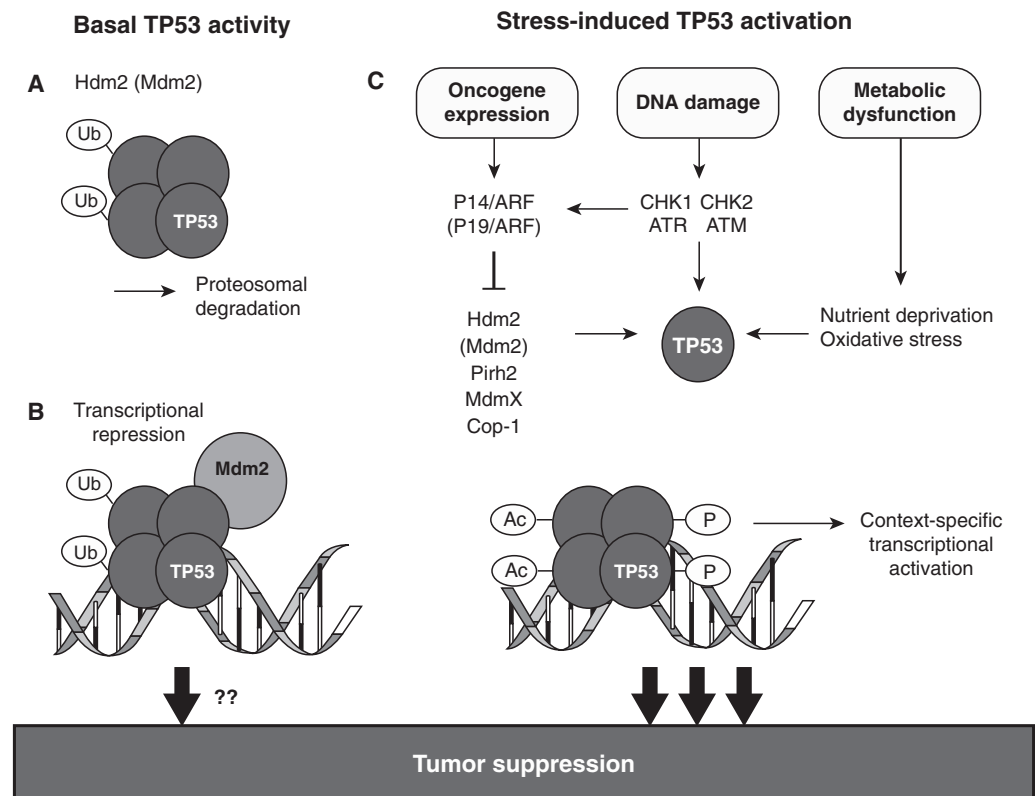 Basal TP53 activity
A
Hdm2 (Mdm2)
Ub
Ub
TP53
Proteosomal
degradation
B
Transcriptional
repression
Mdm2
Ub
Ub
TP53
??
Stress-induced TP53 activation
C
Oncogene
expression
DNA damage
Metabolic
dysfunction
P14/ARF
(P19/ARF)
CHK1 CHK2
ATR ATM
Hdm2
(Mdm2)
Pirh2
MdmX
Cop-1
TP53
Nutrient deprivation
Oxidative stress
Ac
P
Ac
TP53
P
Context-specific
transcriptional
activation
Tumor suppression